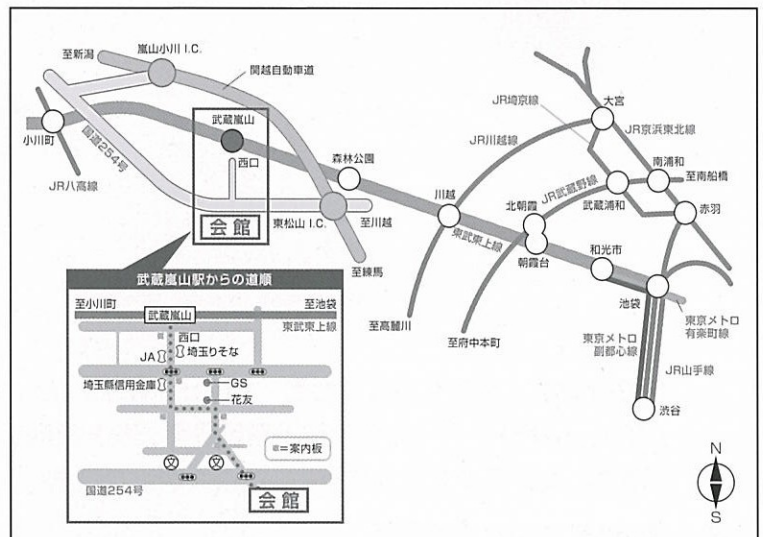 至新潟
嵐山小川 I.C.
関越自動車道
小川町
国道254号
JR八高線
武蔵嵐山
西口
会館
森林公園
東松山 I.C.
至川越
至練馬
川越
JR川越線
JR埼京線
大宮
JR京浜東北線
南浦和
至南船橋
JR武蔵野線
武蔵浦和
赤羽
北朝霞
朝霞台
東武東上線
和光市
池袋
東京メトロ
有楽町線
東京メトロ
副都心線
JR山手線
渋谷
至高麗川
至府中本町
武蔵嵐山駅からの道順
至小川町
至池袋
武蔵嵐山
東武東上線
西口
JA
埼玉りそな
埼玉縣信用金庫
GS
花友
=案内板
文
文
国道254号
会館
N
S